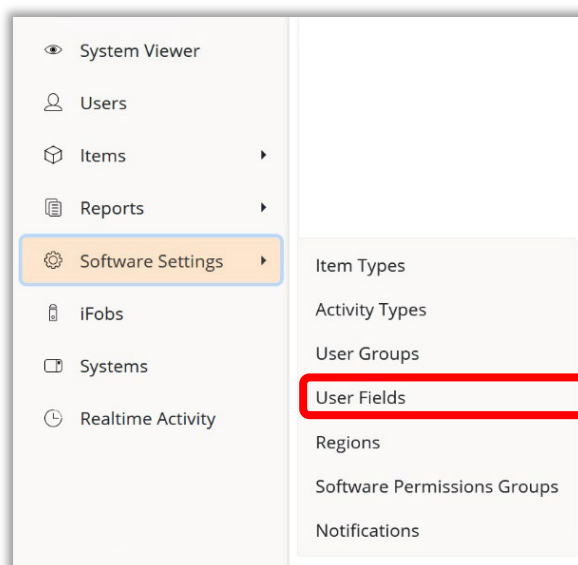 System Viewer
Users
Items
Reports
Software Settings
iFobs
Systems
Realtime Activity
Item Types
Activity Types
User Groups
User Fields
Regions
Software Permissions Groups
Notifications